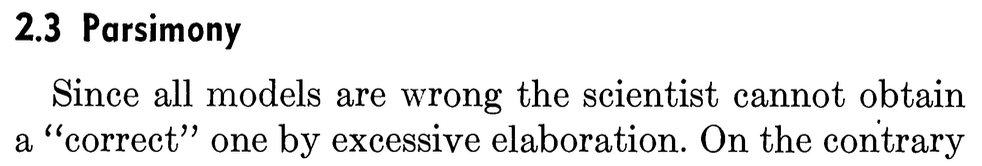 2.3 Parsimony
Since all models are wrong the scientist cannot obtain
a “correct” one by excessive elaboration. On the contrary